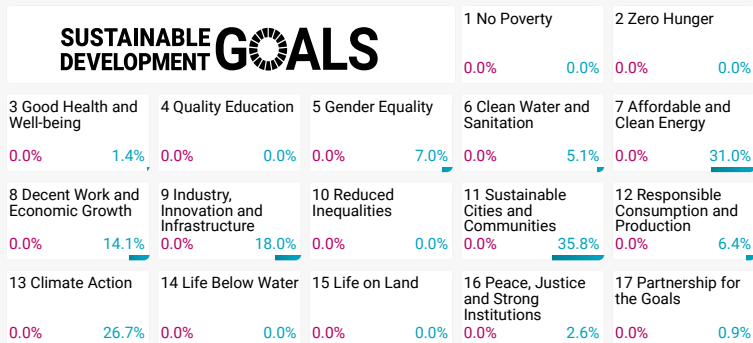 SUSTAINABLE
DEVELOPMENT GOALS
1 No Poverty
0.0% 0.0%
2 Zero Hunger
0.0% 0.0%
3 Good Health and
Well-being
0.0% 1.4%
4 Quality Education
0.0% 0.0%
5 Gender Equality
0.0% 7.0%
6 Clean Water and
Sanitation
0.0% 5.1%
7 Affordable and
Clean Energy
0.0% 31.0%
8 Decent Work and
Economic Growth
0.0% 14.1%
9 Industry,
Innovation and
Infrastructure
0.0% 18.0%
10 Reduced
Inequalities
0.0% 0.0%
11 Sustainable
Cities and
Communities
0.0% 35.8%
12 Responsible
Consumption and
Production
0.0% 6.4%
13 Climate Action
0.0% 26.7%
14 Life Below Water
0.0% 0.0%
15 Life on Land
0.0% 0.0%
16 Peace, Justice
and Strong
Institutions
0.0% 2.6%
17 Partnership for
the Goals
0.0% 0.9%